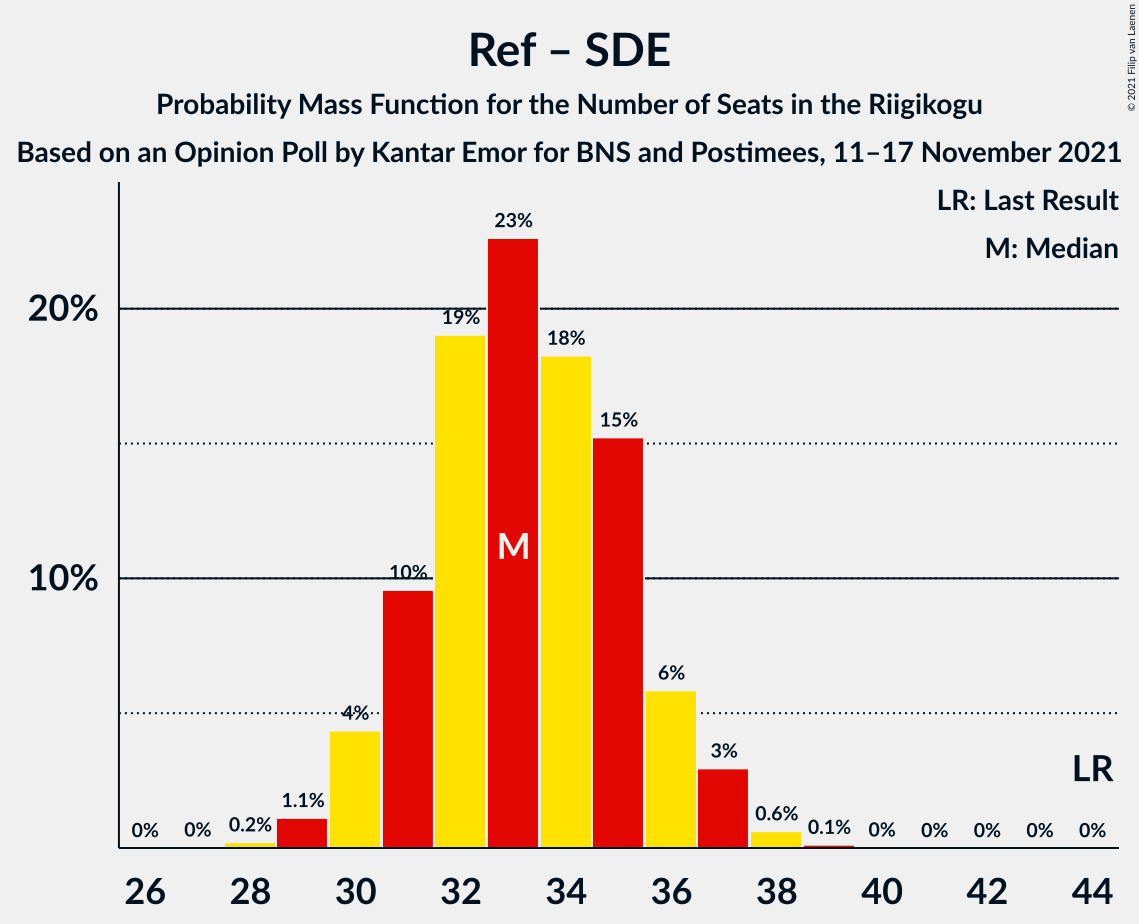 Ref – SDE
Probability Mass Function for the Number of Seats in the Riigikogu
Based on an Opinion Poll by Kantar Emor for BNS and Postimees, 11–17 November 2021
© 2021 Filip van Laenen
LR: Last Result
M: Median
20%
10%
0%
0%
0.2%
1.1%
4%
10%
19%
23%
18%
15%
6%
3%
0.6%
0.1%
0%
0%
0%
0%
0%
M
LR
26 28 30 32 34 36 38 40 42 44